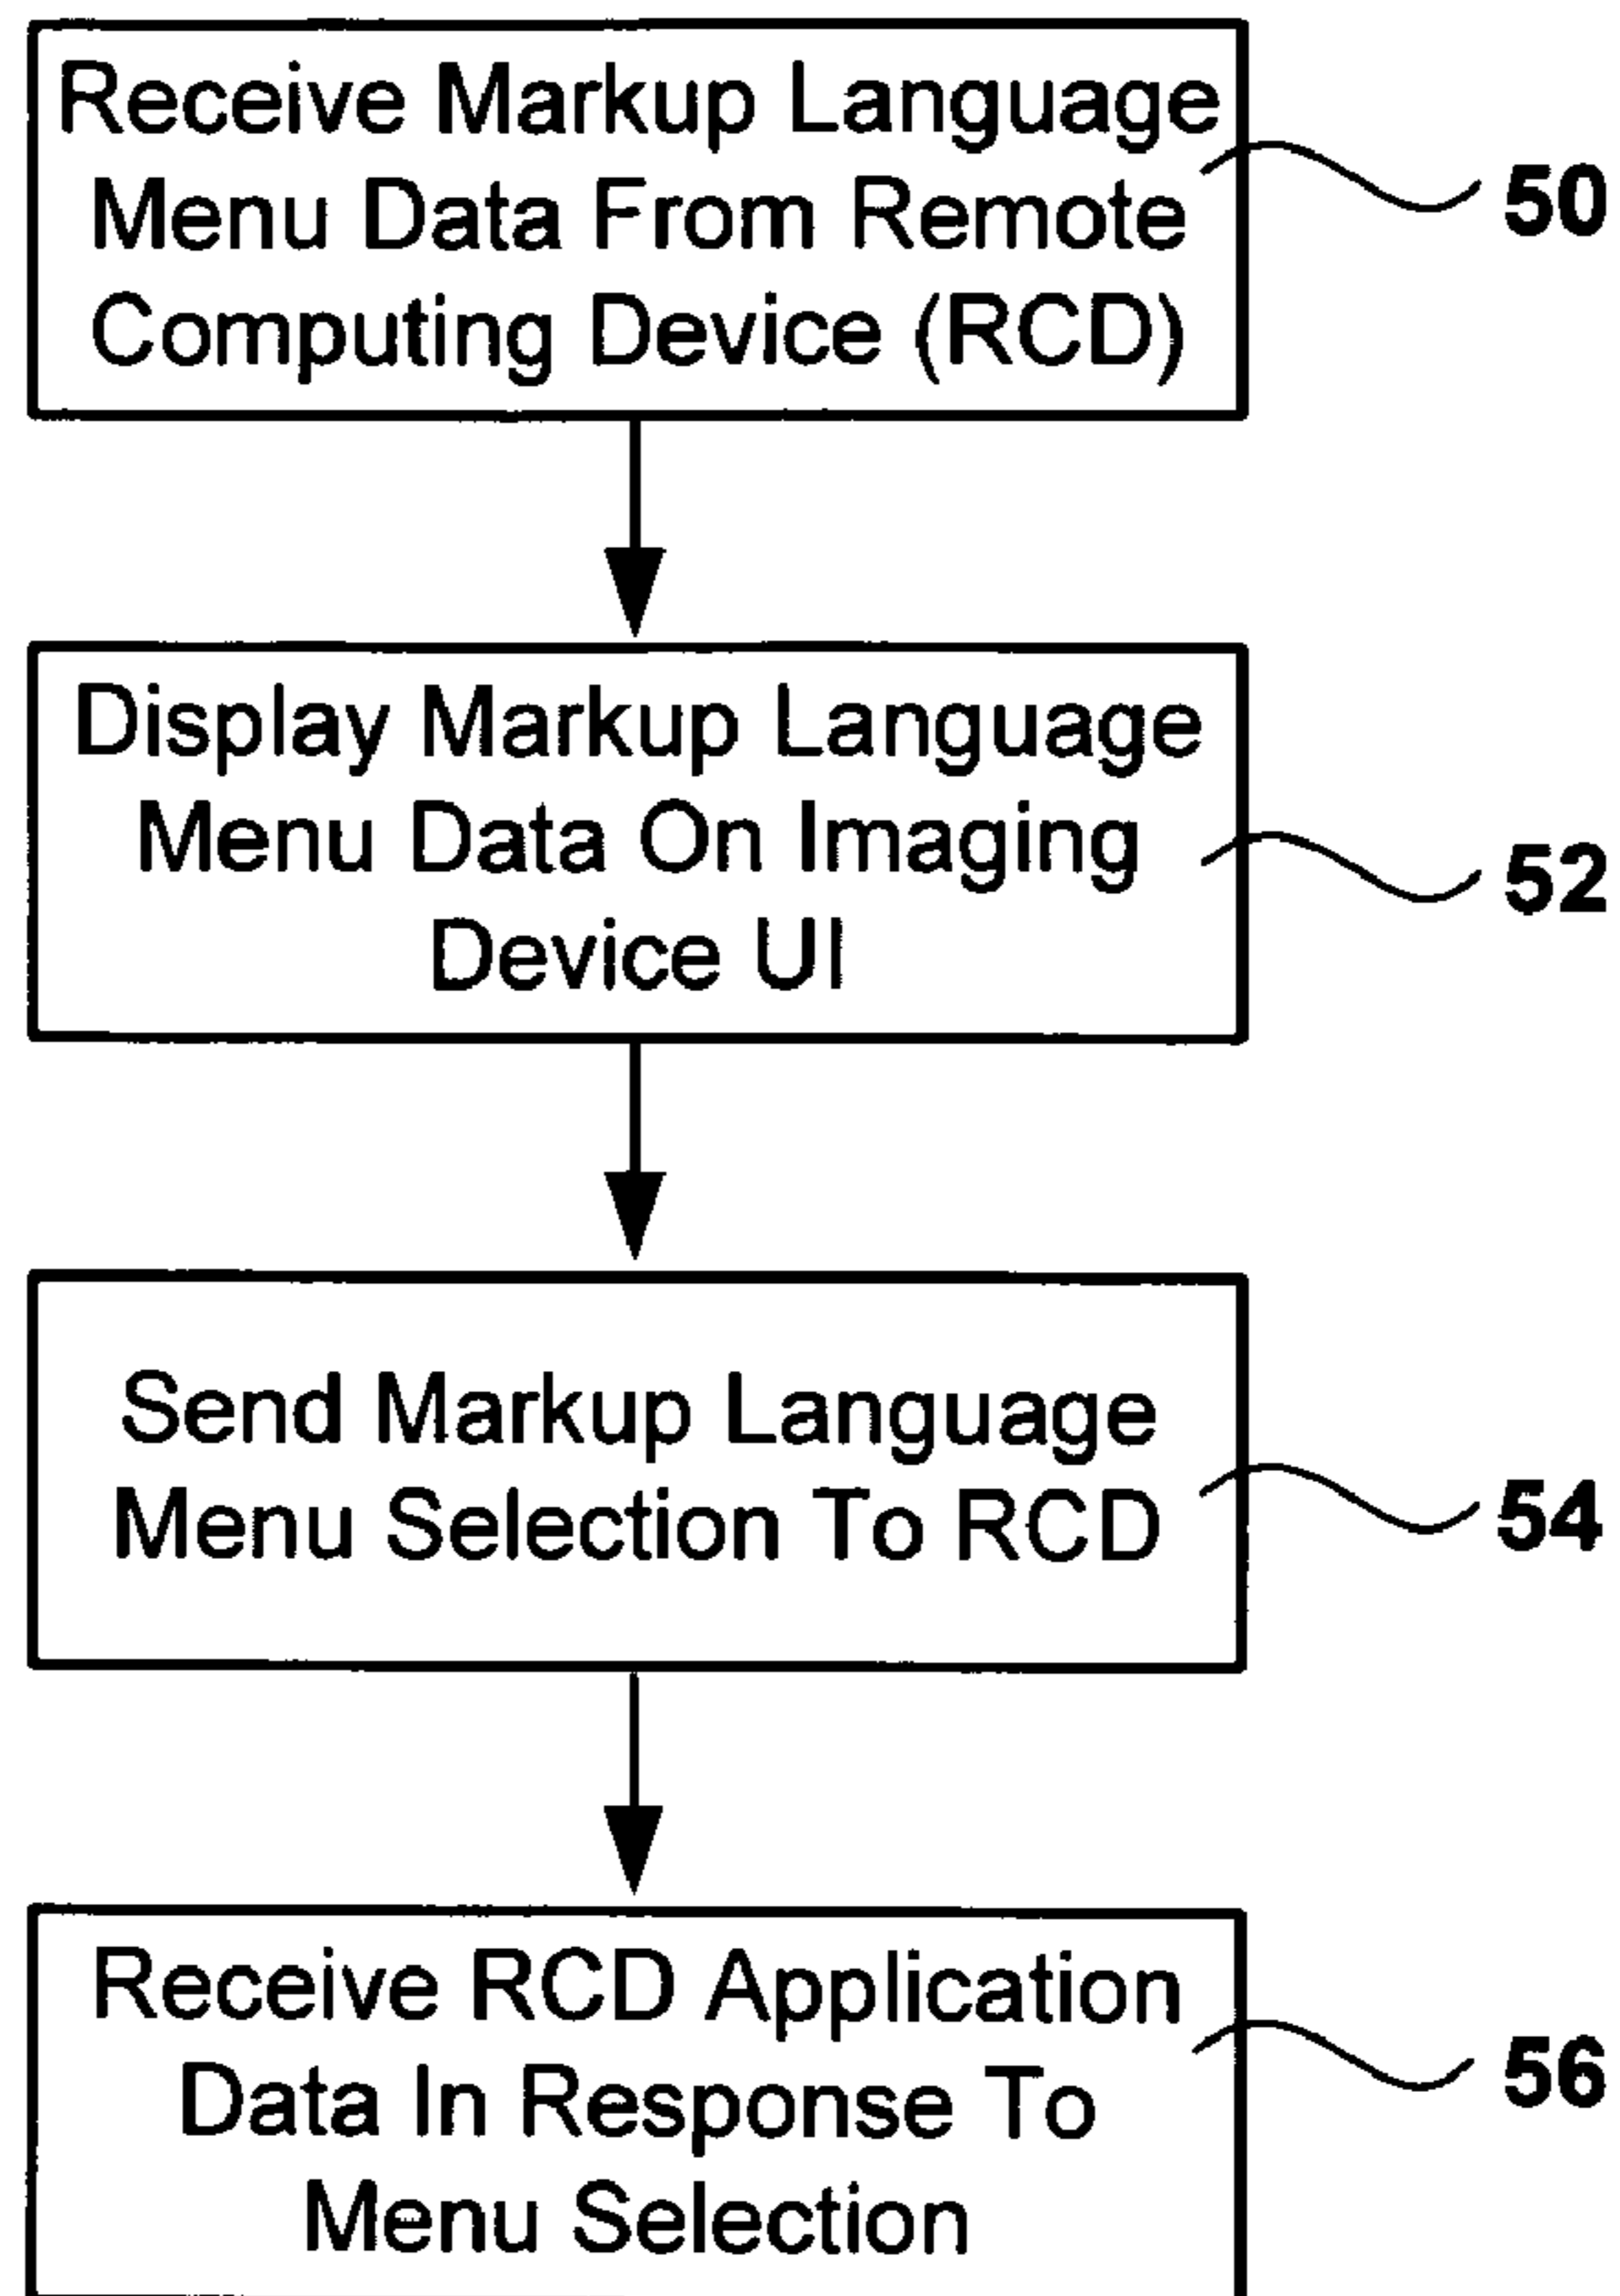 Receive Markup Language
Menu Data From Remote
Computing Device (RCD)
50
Display Markup Language
Menu Data On Imaging
Device UI
52
Send Markup Language
Menu Selection To RCD
54
Receive RCD Application
Data In Response To
Menu Selection
56